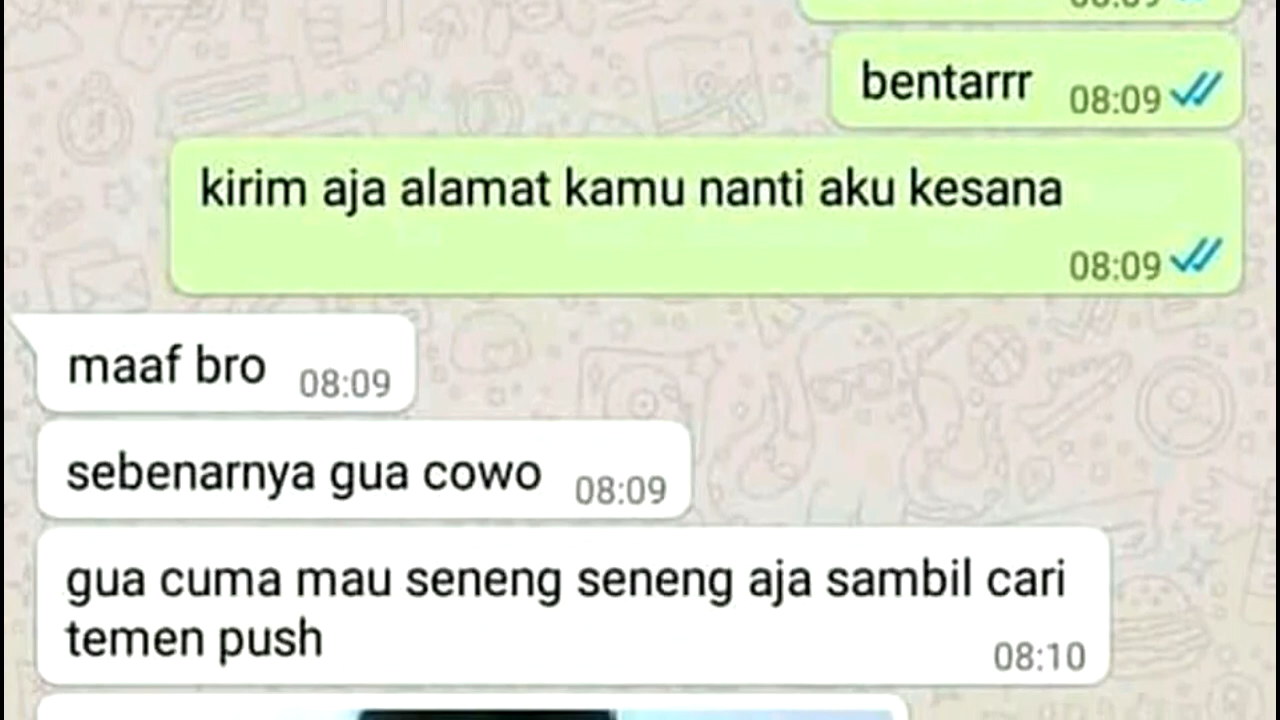 bentarrr 08:09
kirim aja alamat kamu nanti aku kesana
08:09
maaf bro 08:09
sebenarnya gua cowo 08:09
gua cuma mau seneng seneng aja sambil cari
temen push
08:10